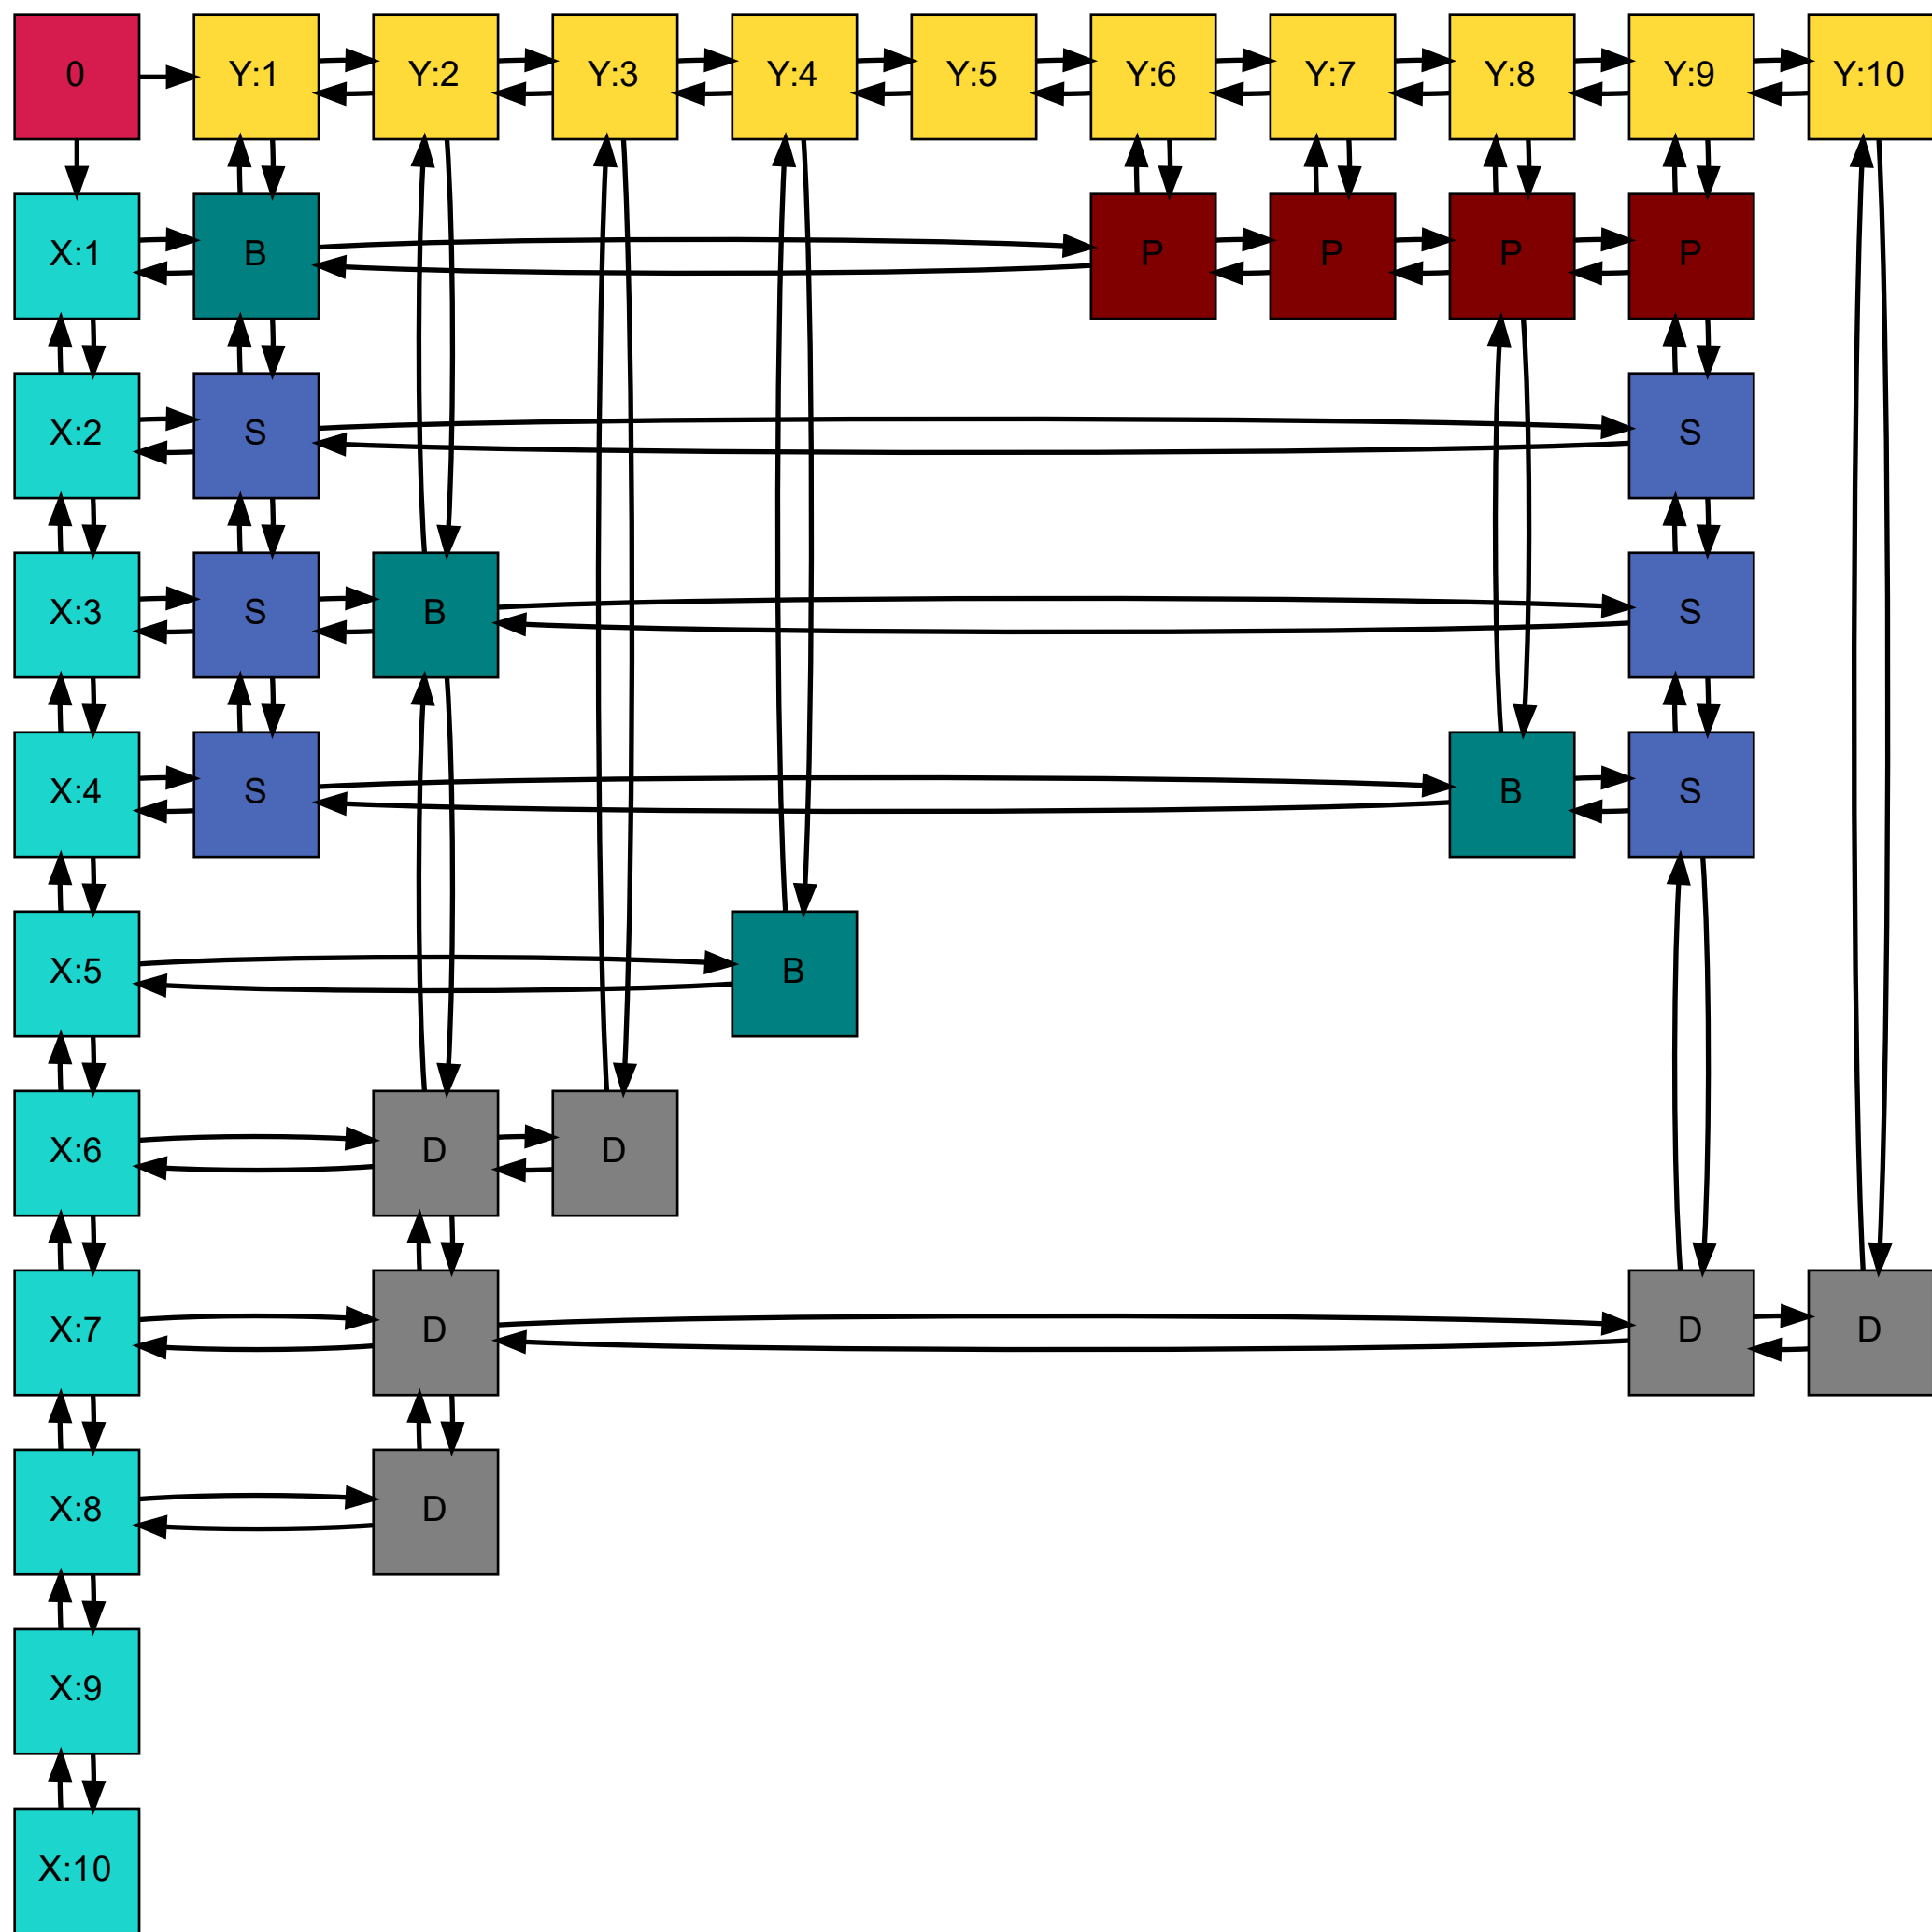 0 Y:1 Y:2 Y:3 Y:4 Y:5 Y:6 Y:7 Y:8 Y:9 Y:10
X:1 B P P P P
X:2 S S
X:3 S B S
X:4 S B S
X:5 B
X:6 D D
X:7 D D D
X:8 D
X:9
X:10